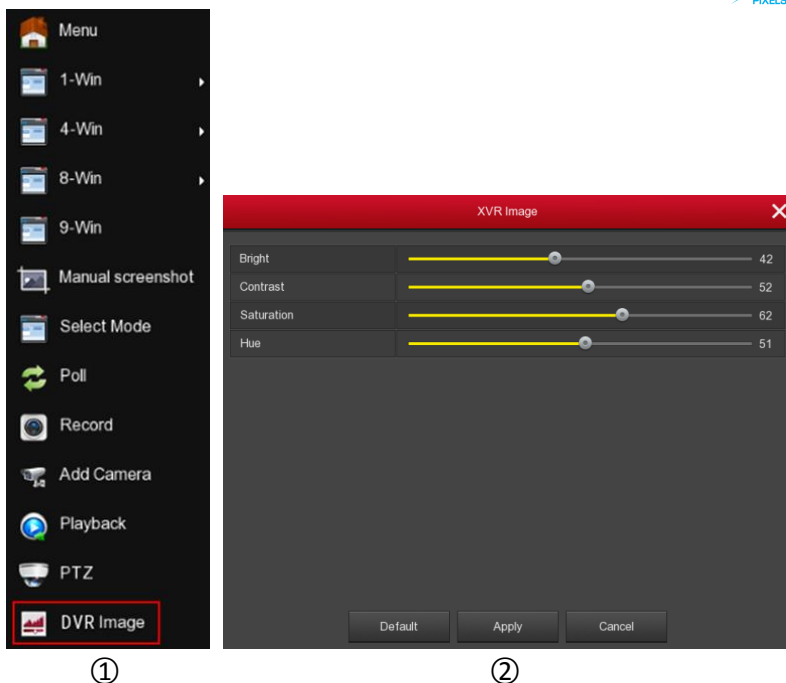 Menu
1-Win
4-Win
8-Win
9-Win
Manual screenshot
Select Mode
Poll
Record
Add Camera
Playback
PTZ
DVR Image
①
XVR Image
Bright 42
Contrast 52
Saturation 62
Hue 51
Default Apply Cancel
②